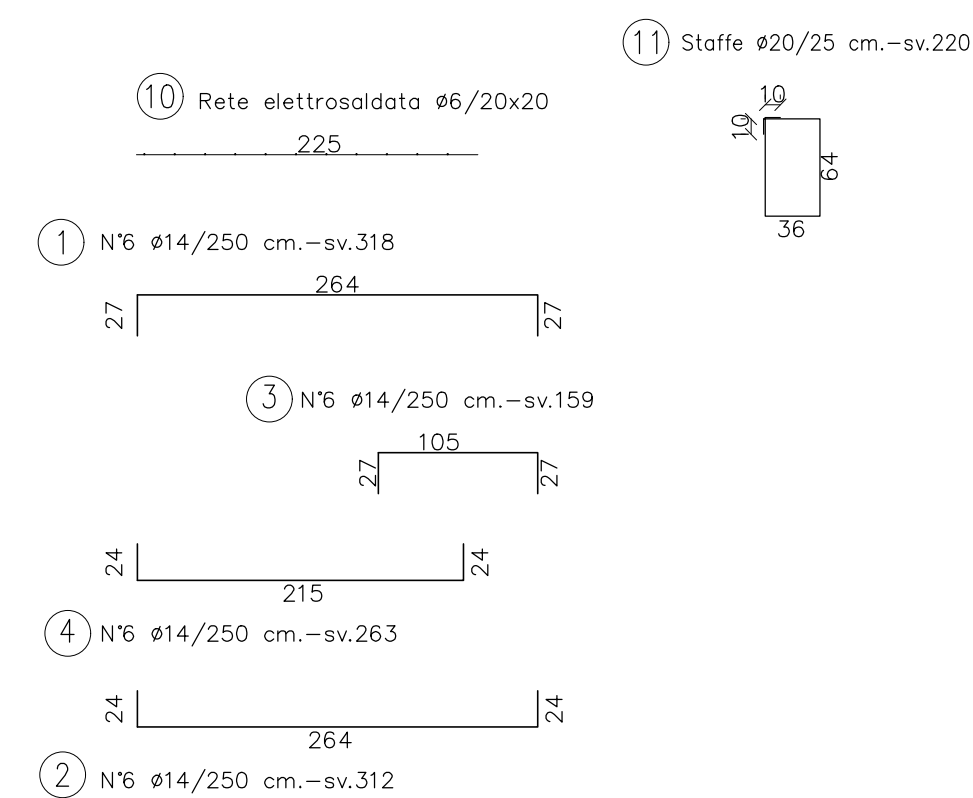 11 Staffe ø20/25 cm.-sv.220
10
10
64
36
10 Rete elettrosaldata Ø6/20x20
225
1 N°6 ø14/250 cm.-sv.318
264
27
27
3 N°6 ø14/250 cm.-sv.159
105
27
27
24
24
215
4 N°6 ø14/250 cm.-sv.263
24
24
264
2 N°6 ø14/250 cm.-sv.312